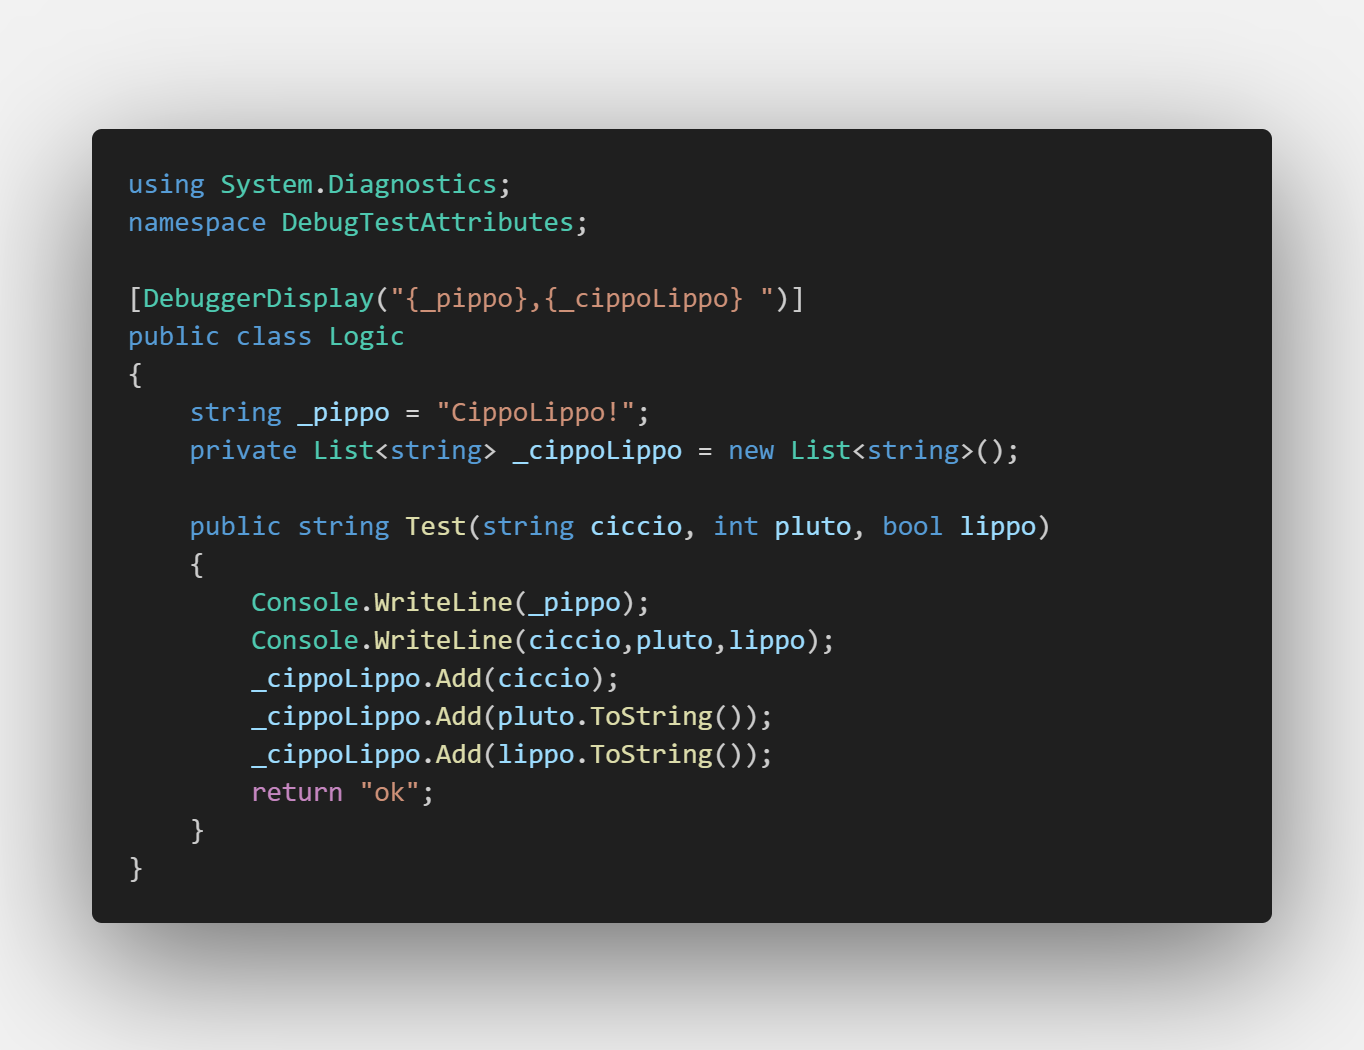 using System.Diagnostics;
namespace DebugTestAttributes;

[DebuggerDisplay("{_pippo},{_cippoLippo} ")]
public class Logic
{
    string _pippo = "CippoLippo!";
    private List<string> _cippoLippo = new List<string>();

    public string Test(string ciccio, int pluto, bool lippo)
    {
        Console.WriteLine(_pippo);
        Console.WriteLine(ciccio,pluto,lippo);
        _cippoLippo.Add(ciccio);
        _cippoLippo.Add(pluto.ToString());
        _cippoLippo.Add(lippo.ToString());
        return "ok";
    }
}